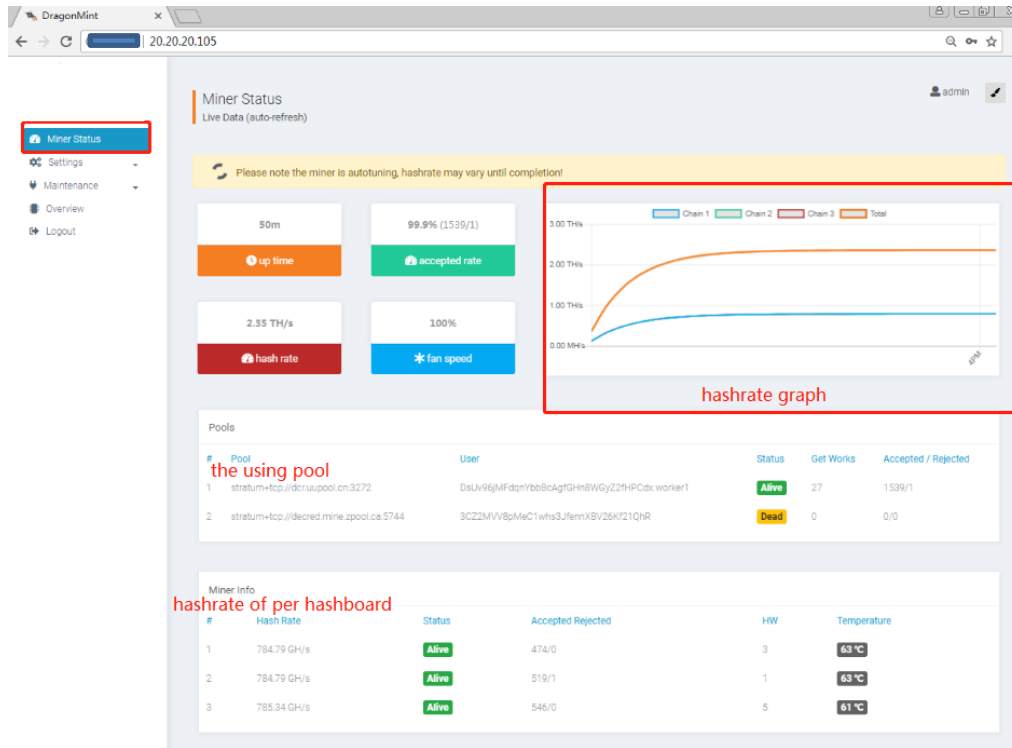 DragonMint
20.20.20.105
Miner Status
Settings
Maintenance
Overview
Logout
admin
Miner Status
Live Data (auto-refresh)
Please note the miner is autotuning, hashrate may vary until completion!
50m
up time
99.9% (1539/1)
accepted rate
2.35 TH/s
hash rate
100%
fan speed
Chain 1 Chain 2 Chain 3 Total
3.00 TH/s
2.00 TH/s
1.00 TH/s
0.00 MH/s
4PM
hashrate graph
Pools
# Pool User Status Get Works Accepted / Rejected
the using pool
1 stratum+tcp://dcr.uupool.cn:3272 DsUv96jMFdqnYbbBcAgfGHn8WGyZ2fHPCdx.worker1 Alive 27 1539/1
2 stratum+tcp://decred.mine.zpool.ca:5744 3CZ2MVV8pMeC1whs3JfennXBV26Kf21QhR Dead 0 0/0
Miner Info
hashrate of per hashboard
# Hash Rate Status Accepted Rejected HW Temperature
1 784.79 GH/s Alive 474/0 3 63 ℃
2 784.79 GH/s Alive 519/1 1 63 ℃
3 785.34 GH/s Alive 546/0 5 61 ℃